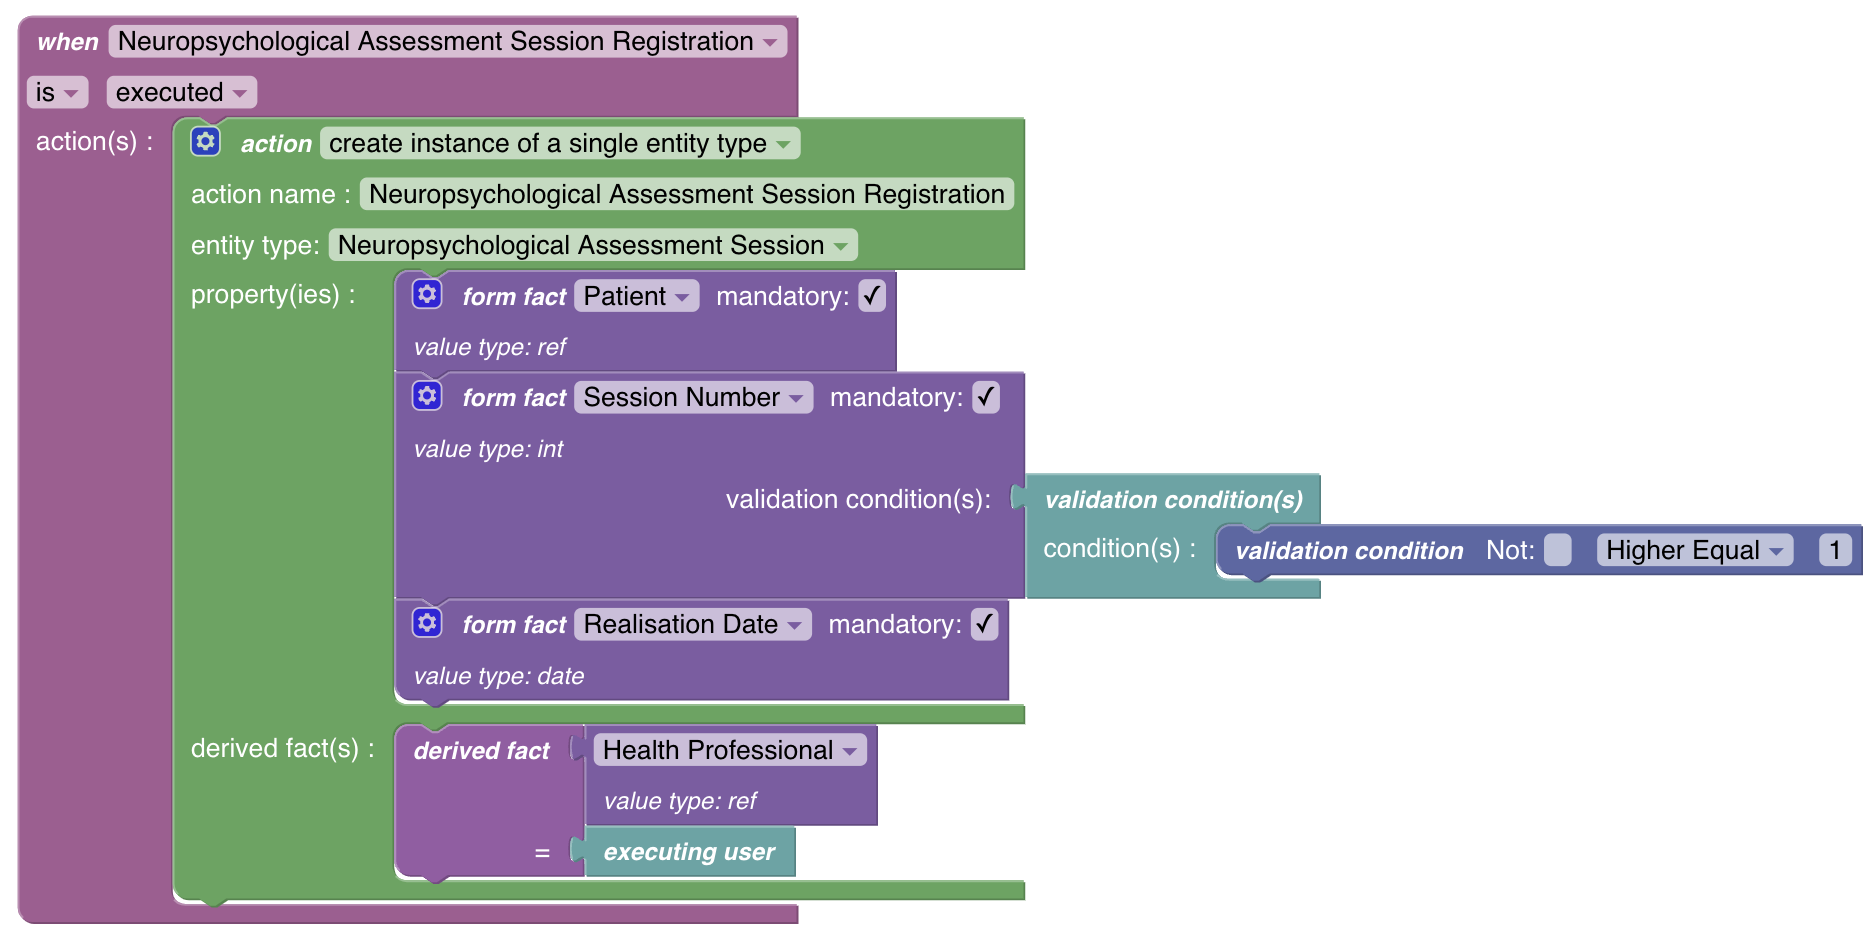 when Neuropsychological Assessment Session Registration
is executed
action(s) : action create instance of a single entity type
action name : Neuropsychological Assessment Session Registration
entity type: Neuropsychological Assessment Session
property(ies) : form fact Patient mandatory: ✓
value type: ref
form fact Session Number mandatory: ✓
value type: int
validation condition(s): validation condition(s)
condition(s) : validation condition Not: Higher Equal 1
form fact Realisation Date mandatory: ✓
value type: date
derived fact(s) : derived fact Health Professional
value type: ref
= executing user